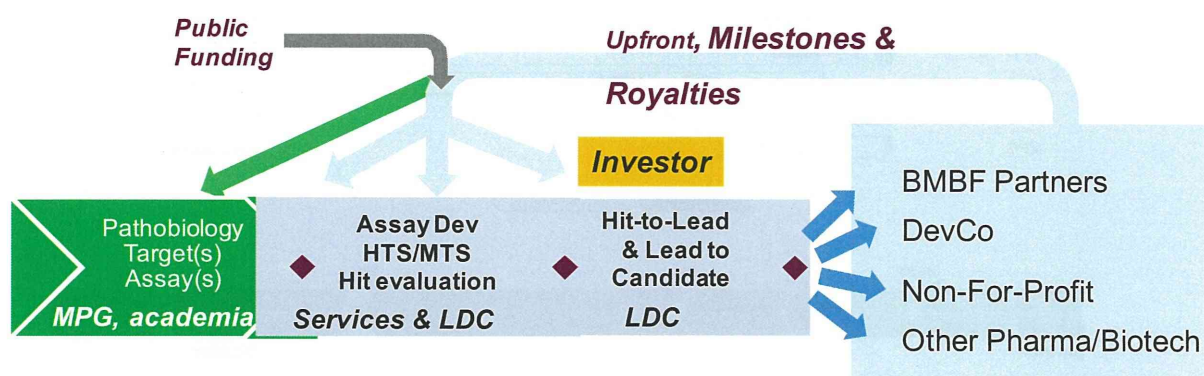 Public
Funding
Upfront, Milestones &
Royalties
Investor
Pathobiology
Target(s)
Assay(s)
MPG, academia
Assay Dev
HTS/MTS
Hit evaluation
Services & LDC
Hit-to-Lead
& Lead to
Candidate
LDC
BMBF Partners
DevCo
Non-For-Profit
Other Pharma/Biotech